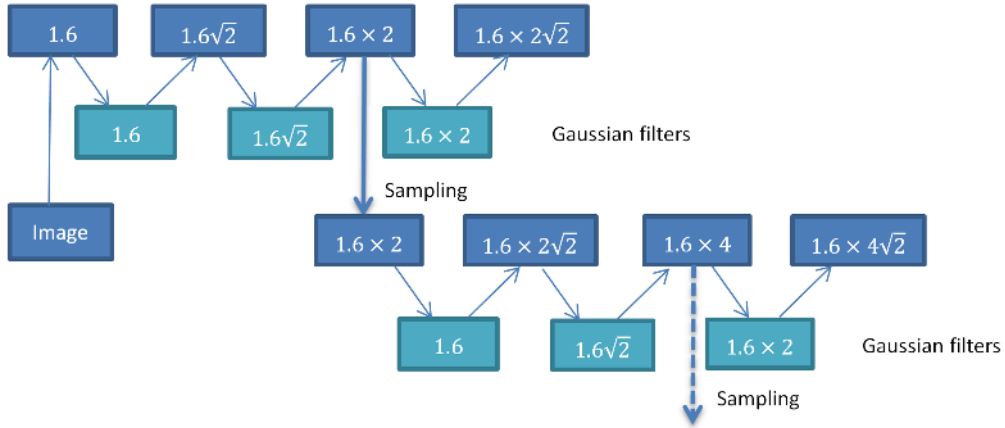 1.6
1.6√2
1.6 × 2
1.6 × 2√2
1.6
1.6√2
1.6 × 2
Gaussian filters
Sampling
Image
1.6 × 2
1.6 × 2√2
1.6 × 4
1.6 × 4√2
1.6
1.6√2
1.6 × 2
Gaussian filters
Sampling